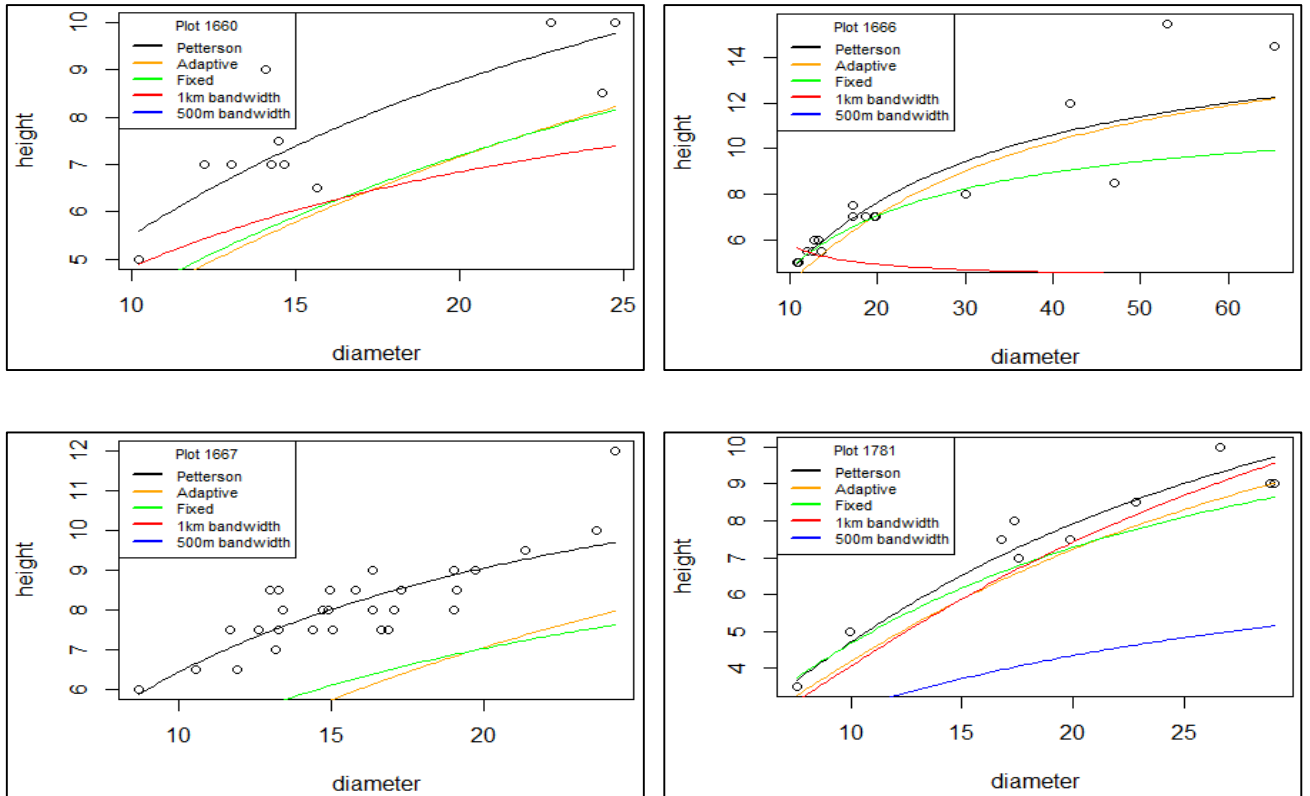 Plot 1660
Petterson
Adaptive
Fixed
1km bandwidth
500m bandwidth
10
9
8
7
6
5
height
10 15 20 25
diameter
Plot 1666
Petterson
Adaptive
Fixed
1km bandwidth
500m bandwidth
14
12
10
8
6
height
10 20 30 40 50 60
diameter
Plot 1667
Petterson
Adaptive
Fixed
1km bandwidth
500m bandwidth
12
11
10
9
8
7
6
height
10 15 20
diameter
Plot 1781
Petterson
Adaptive
Fixed
1km bandwidth
500m bandwidth
10
9
8
7
6
5
4
height
10 15 20 25
diameter